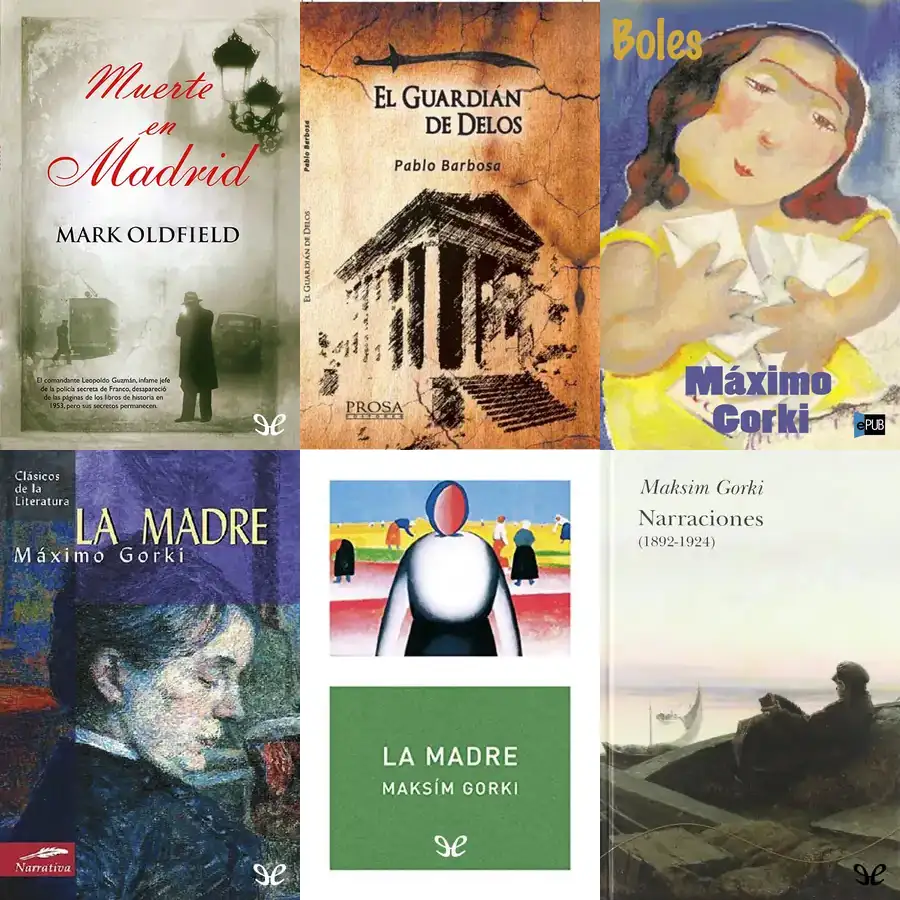 Muerte
en
Madrid
MARK OLDFIELD
El comandante Leopoldo Guzmán, infame jefe
de la policía secreta de Franco, desapareció
de las páginas de los libros de historia en
1953, pero sus secretos permanecen.
EL GUARDIÁN
DE DELOS
Pablo Barbosa
Pablo Barbosa
EL GUARDIÁN DE DELOS
PROSA
Boles
Máximo
Gorki
ePUB
Clásicos
de la
Literatura
LA MADRE
Máximo Gorki
Narrativa
LA MADRE
MAKSÍM GORKI
Maksim Gorki
Narraciones
(1892-1924)